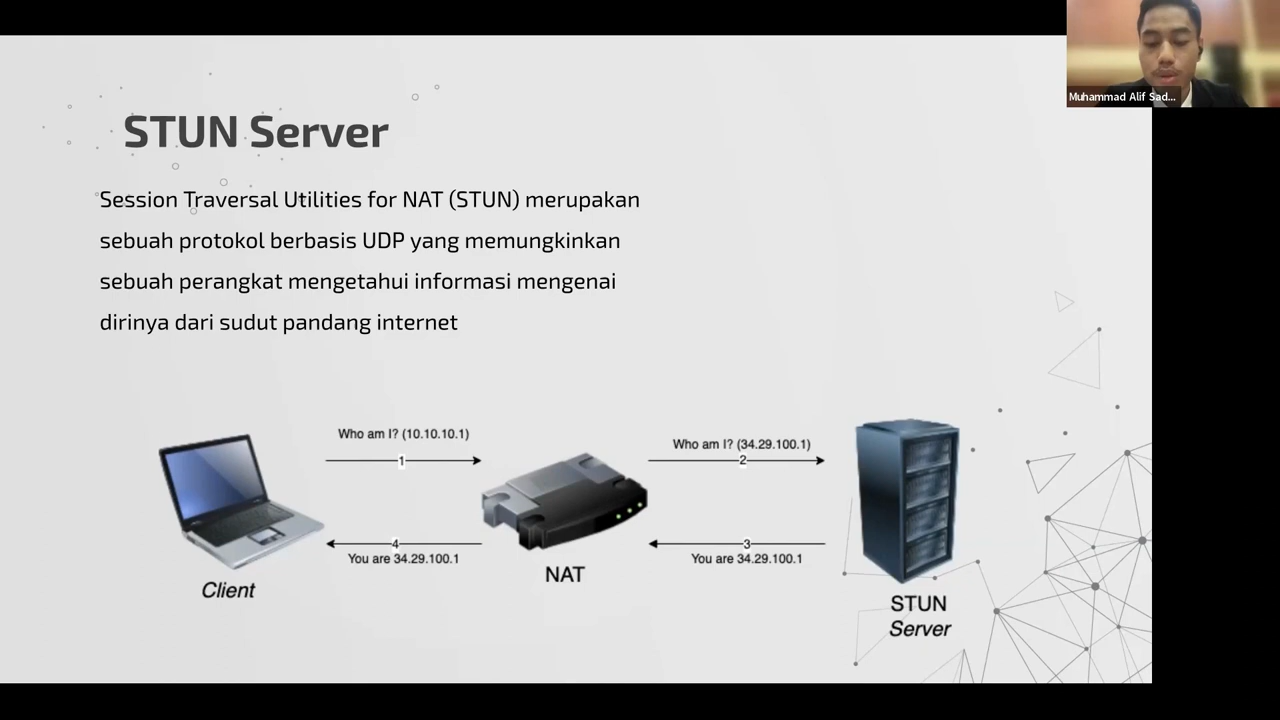 Muhammad Alif Sad...
STUN Server
Session Traversal Utilities for NAT (STUN) merupakan
sebuah protokol berbasis UDP yang memungkinkan
sebuah perangkat mengetahui informasi mengenai
dirinya dari sudut pandang internet
Who am I? (10.10.10.1)
1
Who am I? (34.29.100.1)
2
4
You are 34.29.100.1
3
You are 34.29.100.1
Client
NAT
STUN
Server